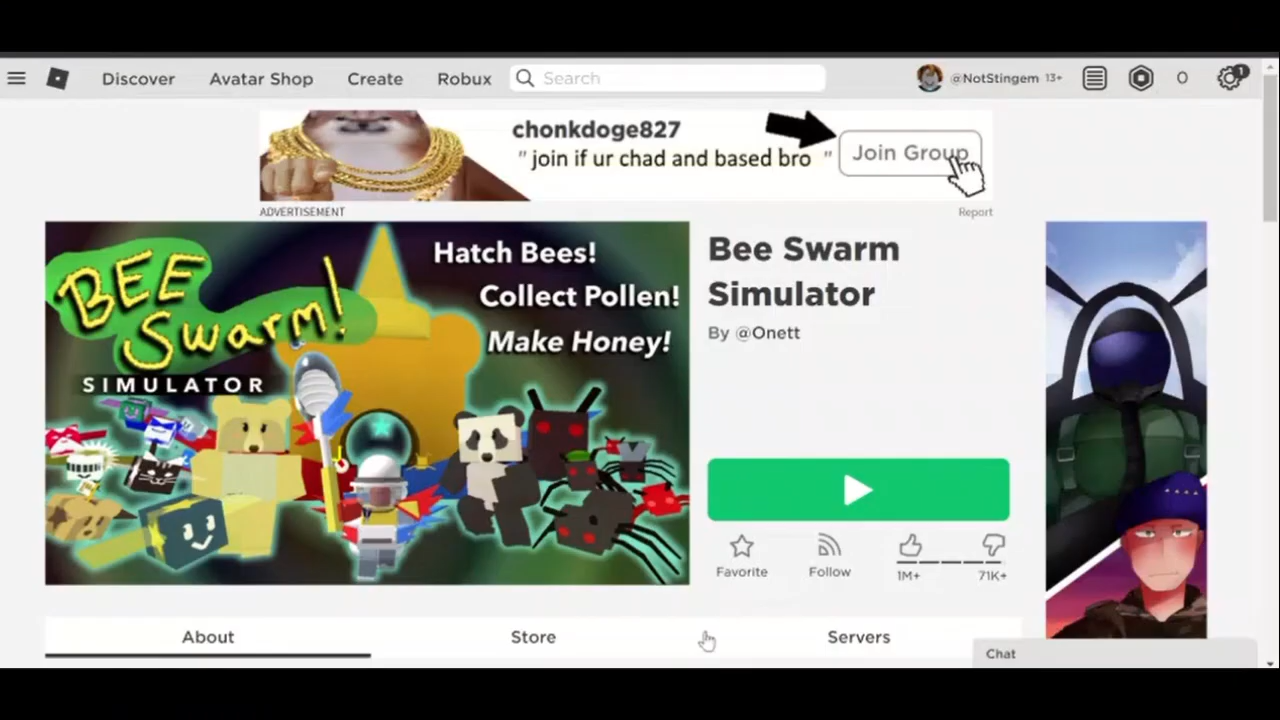 Discover
Avatar Shop
Create
Robux
Search
@NotStingem 13+
0
1
chonkdoge827
" join if ur chad and based bro "
Join Group
ADVERTISEMENT
Report
BEE
Swarm!
SIMULATOR
Hatch Bees!
Collect Pollen!
Make Honey!
Bee Swarm
Simulator
By @Onett
Favorite
Follow
1M+
71K+
About
Store
Servers
Chat